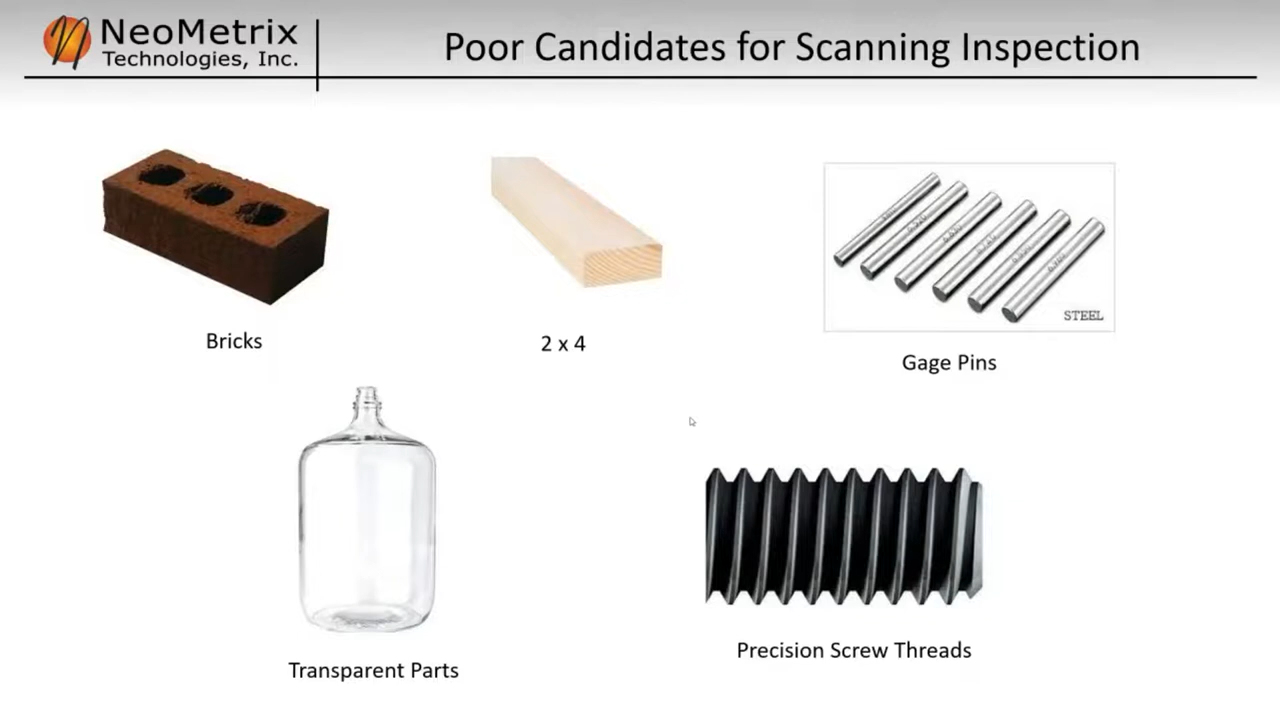 NeoMetrix
Technologies, Inc.
Poor Candidates for Scanning Inspection
STEEL
Bricks
2 x 4
Gage Pins
Precision Screw Threads
Transparent Parts